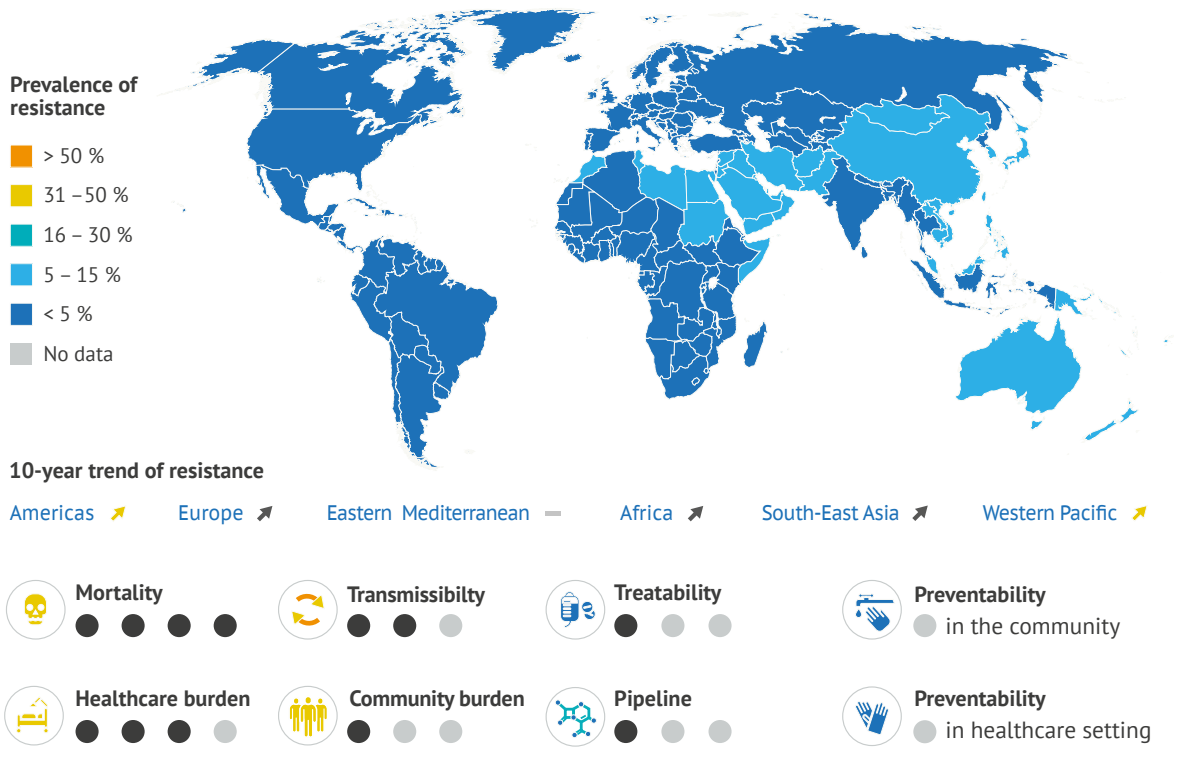 Prevalence of
resistance
> 50 %
31 –50 %
16 – 30 %
5 – 15 %
< 5 %
No data
10-year trend of resistance
Americas Europe Eastern Mediterranean Africa South-East Asia Western Pacific
Mortality Transmissibilty Treatability Preventability
in the community
Healthcare burden Community burden Pipeline Preventability
in healthcare setting